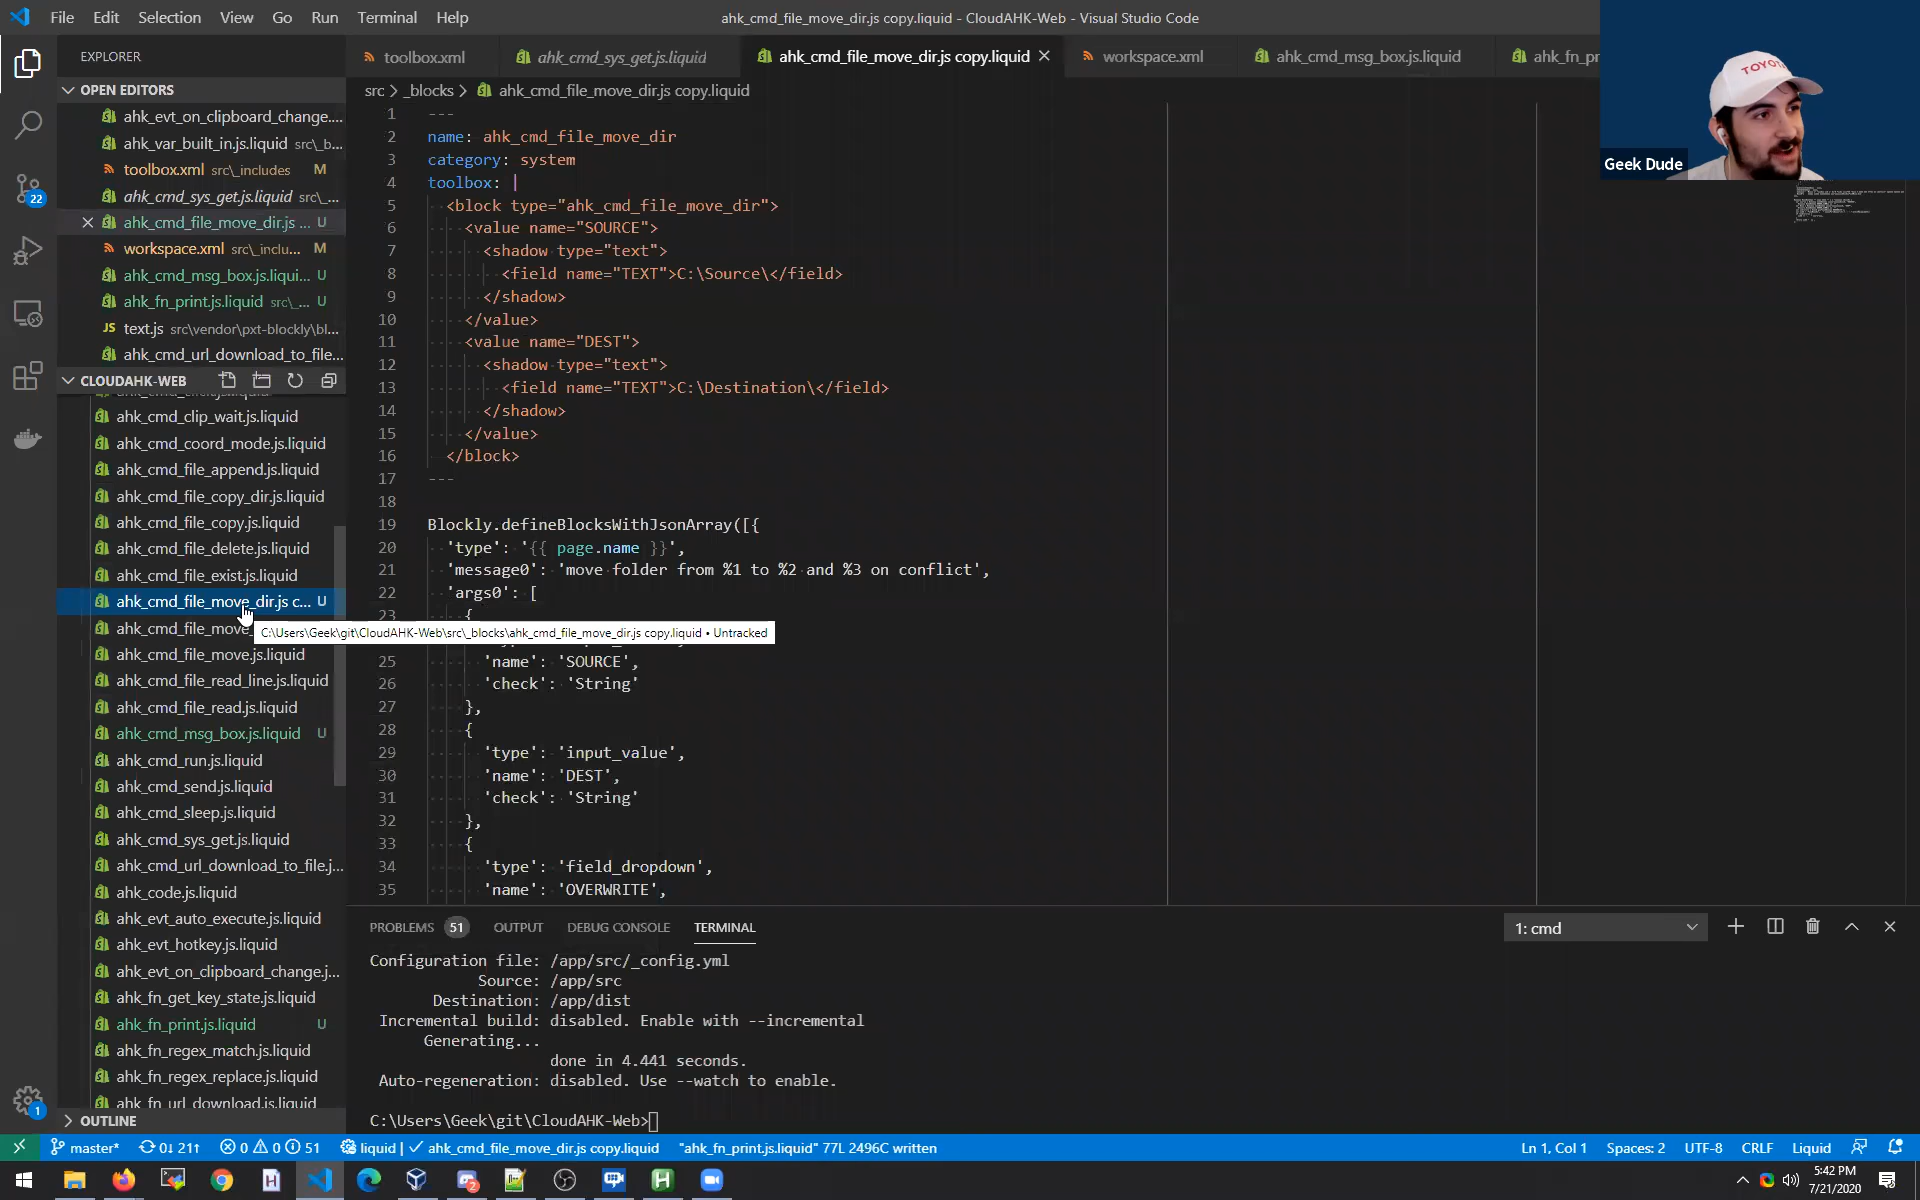 File Edit Selection View Go Run Terminal Help
ahk_cmd_file_move_dir.js copy.liquid - CloudAHK-Web - Visual Studio Code
EXPLORER
toolbox.xml
ahk_cmd_sys_get.js.liquid
ahk_cmd_file_move_dir.js copy.liquid
workspace.xml
ahk_cmd_msg_box.js.liquid
ahk_fn_pr
TOYOTA
Geek Dude
OPEN EDITORS
ahk_evt_on_clipboard_change....
ahk_var_built_in.js.liquid src\_b...
toolbox.xml src\_includes M
ahk_cmd_sys_get.js.liquid src\_...
ahk_cmd_file_move_dir.js ... U
workspace.xml src\_inclu... M
ahk_cmd_msg_box.js.liqui... U
ahk_fn_print.js.liquid src\_... U
JS text.js src\vendor\pxt-blockly\bl...
ahk_cmd_url_download_to_file...
22
CLOUDAHK-WEB
ahk_cmd_clip_wait.js.liquid
ahk_cmd_coord_mode.js.liquid
ahk_cmd_file_append.js.liquid
ahk_cmd_file_copy_dir.js.liquid
ahk_cmd_file_copy.js.liquid
ahk_cmd_file_delete.js.liquid
ahk_cmd_file_exist.js.liquid
ahk_cmd_file_move_dir.js c... U
ahk_cmd_file_move_
C:\Users\Geek\git\CloudAHK-Web\src\_blocks\ahk_cmd_file_move_dir.js copy.liquid • Untracked
ahk_cmd_file_move.js.liquid
ahk_cmd_file_read_line.js.liquid
ahk_cmd_file_read.js.liquid
ahk_cmd_msg_box.js.liquid U
ahk_cmd_run.js.liquid
ahk_cmd_send.js.liquid
ahk_cmd_sleep.js.liquid
ahk_cmd_sys_get.js.liquid
ahk_cmd_url_download_to_file.j...
ahk_code.js.liquid
ahk_evt_auto_execute.js.liquid
ahk_evt_hotkey.js.liquid
ahk_evt_on_clipboard_change.j...
ahk_fn_get_key_state.js.liquid
ahk_fn_print.js.liquid U
ahk_fn_regex_match.js.liquid
ahk_fn_regex_replace.js.liquid
ahk_fn_url_download.js.liquid
OUTLINE
1
src > _blocks > ahk_cmd_file_move_dir.js copy.liquid
1 ---
2 name: ahk_cmd_file_move_dir
3 category: system
4 toolbox: |
5 <block type="ahk_cmd_file_move_dir">
6 <value name="SOURCE">
7 <shadow type="text">
8 <field name="TEXT">C:\Source\</field>
9 </shadow>
10 </value>
11 <value name="DEST">
12 <shadow type="text">
13 <field name="TEXT">C:\Destination\</field>
14 </shadow>
15 </value>
16 </block>
17 ---
18
19 Blockly.defineBlocksWithJsonArray([{
20 'type': '{{ page.name }}',
21 'message0': 'move folder from %1 to %2 and %3 on conflict',
22 'args0': [
23 {
25 'name': 'SOURCE',
26 'check': 'String'
27 },
28 {
29 'type': 'input_value',
30 'name': 'DEST',
31 'check': 'String'
32 },
33 {
34 'type': 'field_dropdown',
35 'name': 'OVERWRITE',
PROBLEMS 51 OUTPUT DEBUG CONSOLE TERMINAL
1: cmd
Configuration file: /app/src/_config.yml
Source: /app/src
Destination: /app/dist
Incremental build: disabled. Enable with --incremental
Generating...
done in 4.441 seconds.
Auto-regeneration: disabled. Use --watch to enable.
C:\Users\Geek\git\CloudAHK-Web>
master* 0↓ 21↑ 0 0 51 liquid | ✓ ahk_cmd_file_move_dir.js copy.liquid "ahk_fn_print.js.liquid" 77L 2496C written
Ln 1, Col 1 Spaces: 2 UTF-8 CRLF Liquid
5:42 PM
7/21/2020